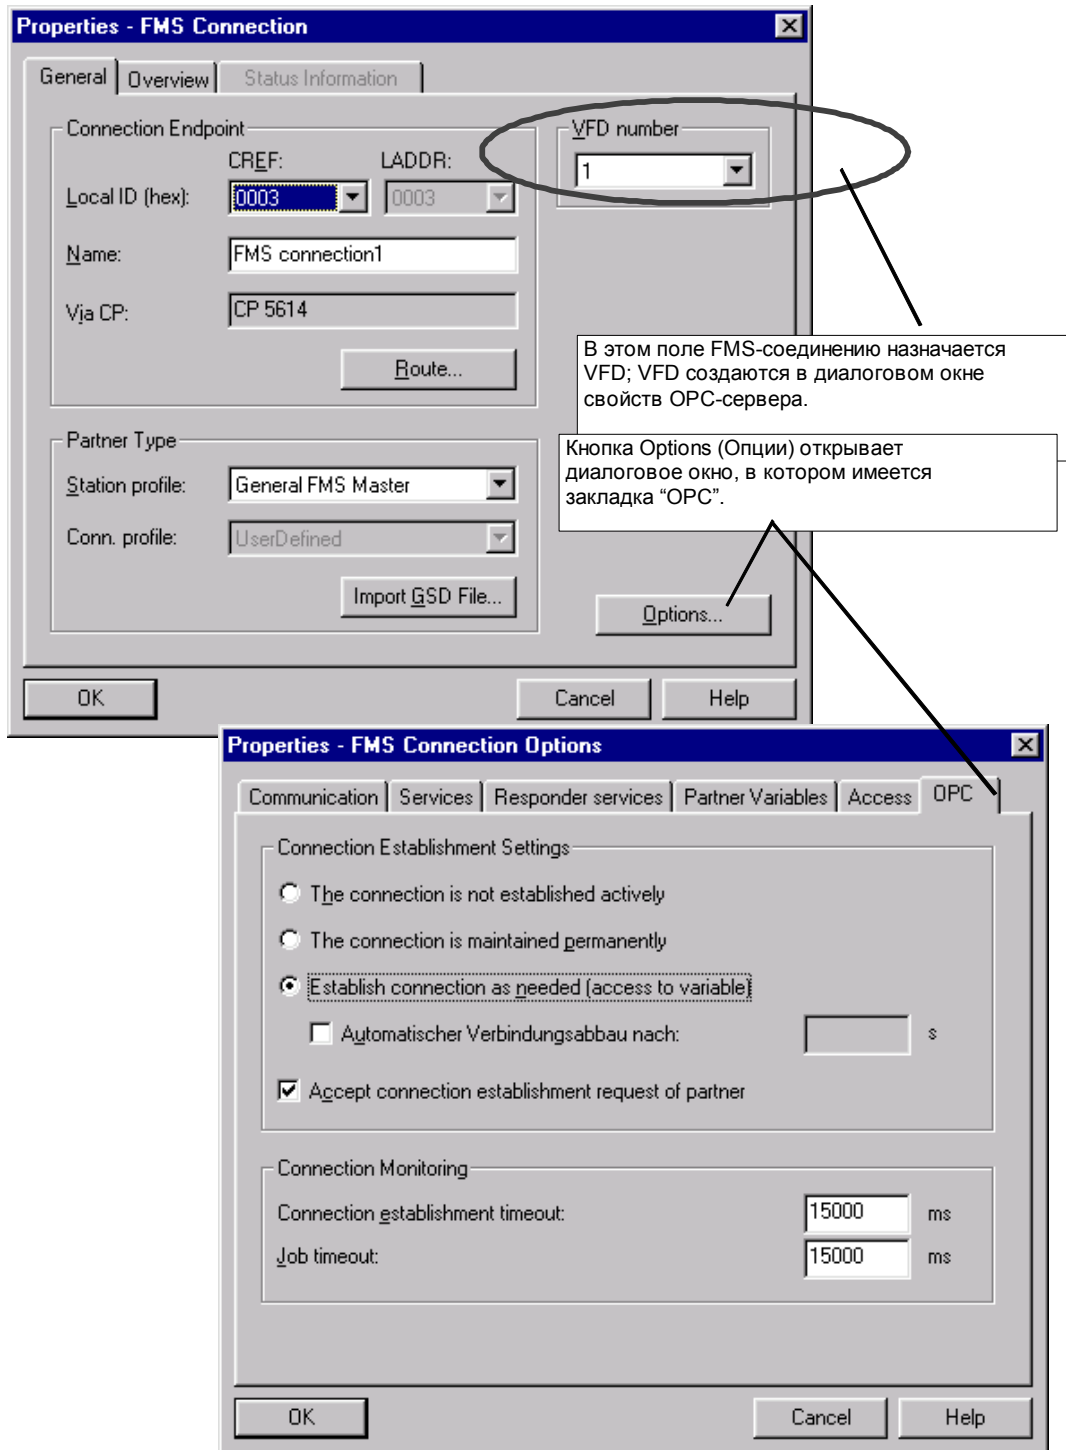 Properties - FMS Connection
General Overview Status Information
Connection Endpoint
VFD number
CREF: LADDR:
1
Local ID (hex): 0003 0003
Name: FMS connection1
Via CP: CP 5614
Route...
В этом поле FMS-соединению назначается
VFD; VFD создаются в диалоговом окне
свойств OPC-сервера.
Partner Type
Кнопка Options (Опции) открывает
диалоговое окно, в котором имеется
закладка “OPC”.
Station profile: General FMS Master
Conn. profile: UserDefined
Import GSD File...
Options...
OK Cancel Help
Properties - FMS Connection Options
Communication Services Responder services Partner Variables Access OPC
Connection Establishment Settings
The connection is not established actively
The connection is maintained permanently
Establish connection as needed (access to variable)
Automatischer Verbindungsabbau nach: s
Accept connection establishment request of partner
Connection Monitoring
Connection establishment timeout: 15000 ms
Job timeout: 15000 ms
OK Cancel Help